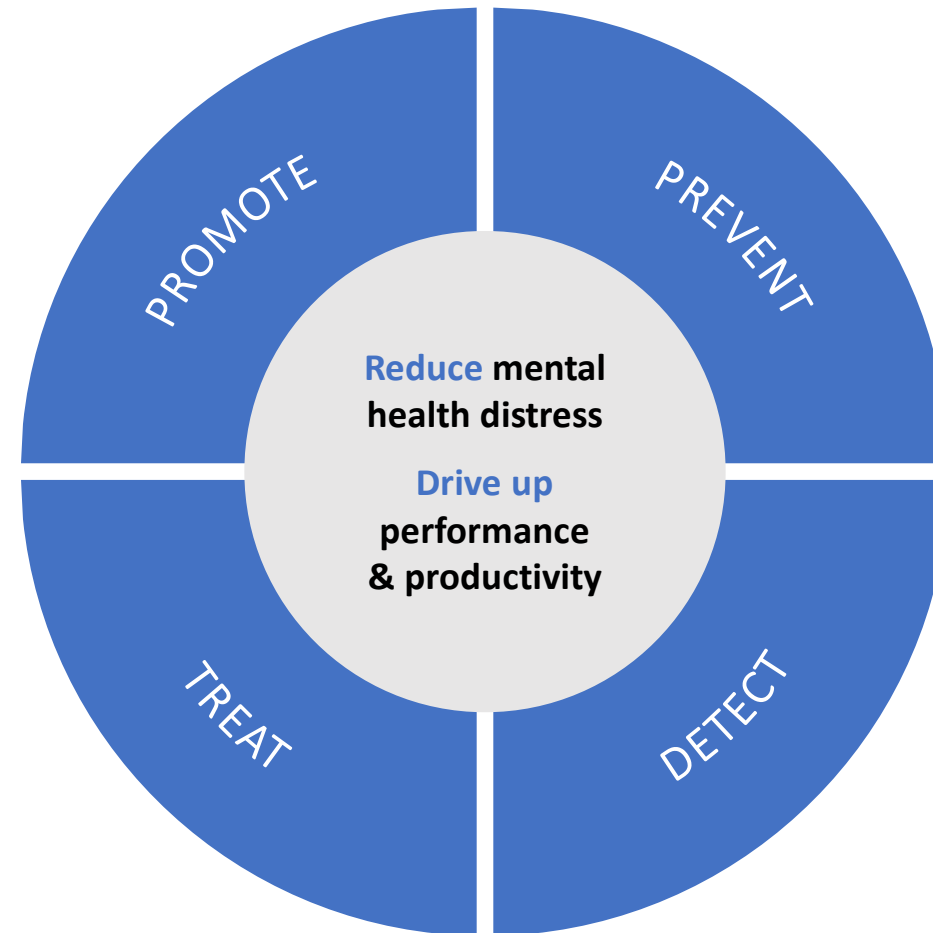 PROMOTE
PREVENT
Reduce mental
health distress
Drive up
performance
& productivity
TREAT
DETECT